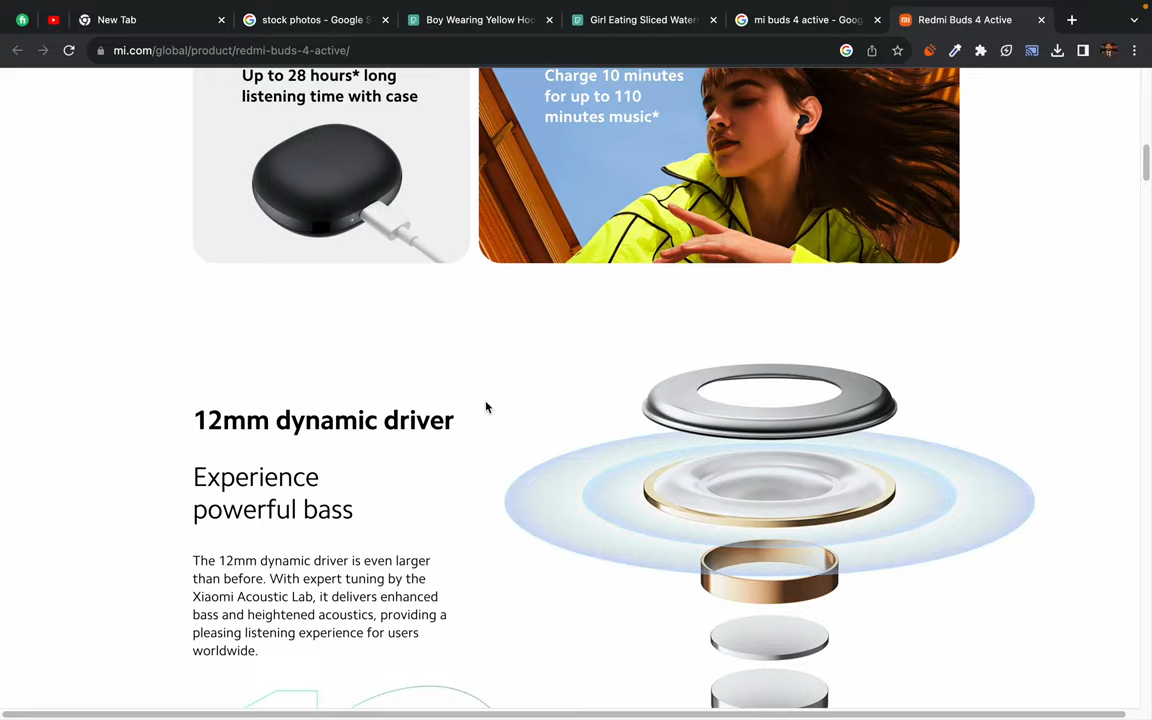 New Tab
stock photos - Google S
Boy Wearing Yellow Hoo
Girl Eating Sliced Water
mi buds 4 active - Goog
Redmi Buds 4 Active
mi.com/global/product/redmi-buds-4-active/
Up to 28 hours* long
listening time with case
Charge 10 minutes
for up to 110
minutes music*
12mm dynamic driver
Experience
powerful bass
The 12mm dynamic driver is even larger
than before. With expert tuning by the
Xiaomi Acoustic Lab, it delivers enhanced
bass and heightened acoustics, providing a
pleasing listening experience for users
worldwide.